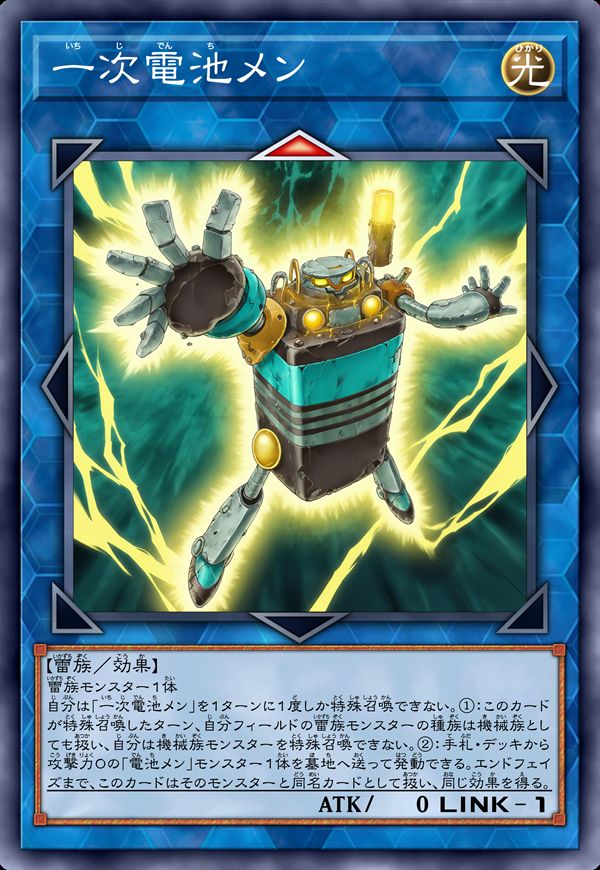 一次電池メン
光
【雷族／効果】
雷族モンスター1体
自分は「一次電池メン」を1ターンに1度しか特殊召喚できない。①：このカード
が特殊召喚したターン、自分フィールドの雷族モンスターの種族は機械族とし
ても扱い、自分は機械族モンスターを特殊召喚できない。②：手札・デッキから
攻撃力0の「電池メン」モンスター1体を墓地へ送って発動できる。エンドフェイ
ズまで、このカードはそのモンスターと同名カードとして扱い、同じ効果を得る。
ATK/ 0 LINK-1